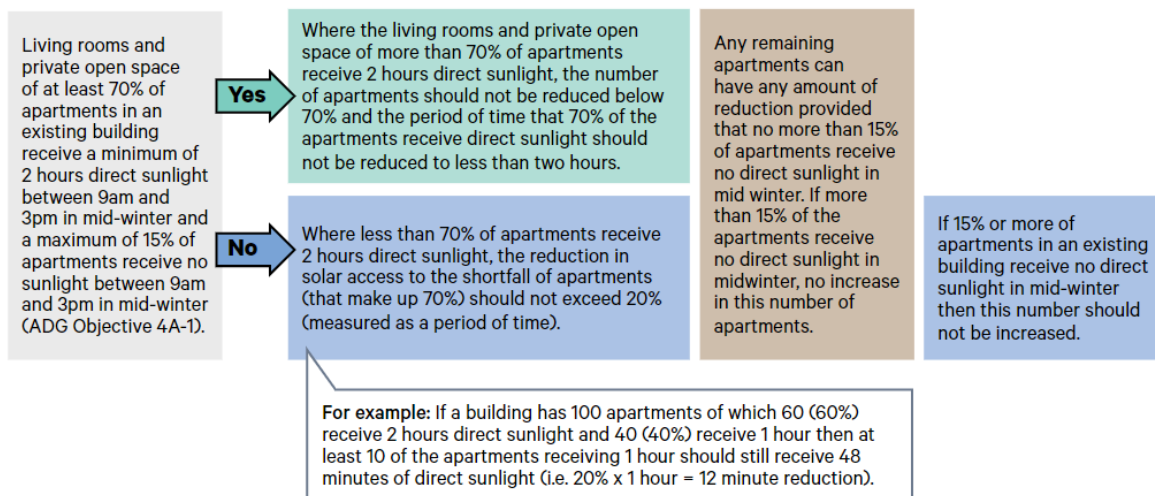 Living rooms and
private open space
of at least 70% of
apartments in an
existing building
receive a minimum of
2 hours direct sunlight
between 9am and
3pm in mid-winter and
a maximum of 15% of
apartments receive no
sunlight between 9am
and 3pm in mid-winter
(ADG Objective 4A-1).
Yes
Where the living rooms and private open
space of more than 70% of apartments
receive 2 hours direct sunlight, the number
of apartments should not be reduced below
70% and the period of time that 70% of the
apartments receive direct sunlight should
not be reduced to less than two hours.
No
Where less than 70% of apartments receive
2 hours direct sunlight, the reduction in
solar access to the shortfall of apartments
(that make up 70%) should not exceed 20%
(measured as a period of time).
Any remaining
apartments can
have any amount of
reduction provided
that no more than 15%
of apartments receive
no direct sunlight in
mid winter. If more
than 15% of the
apartments receive
no direct sunlight in
midwinter, no increase
in this number of
apartments.
If 15% or more of
apartments in an existing
building receive no direct
sunlight in mid-winter
then this number should
not be increased.
For example: If a building has 100 apartments of which 60 (60%)
receive 2 hours direct sunlight and 40 (40%) receive 1 hour then at
least 10 of the apartments receiving 1 hour should still receive 48
minutes of direct sunlight (i.e. 20% x 1 hour = 12 minute reduction).